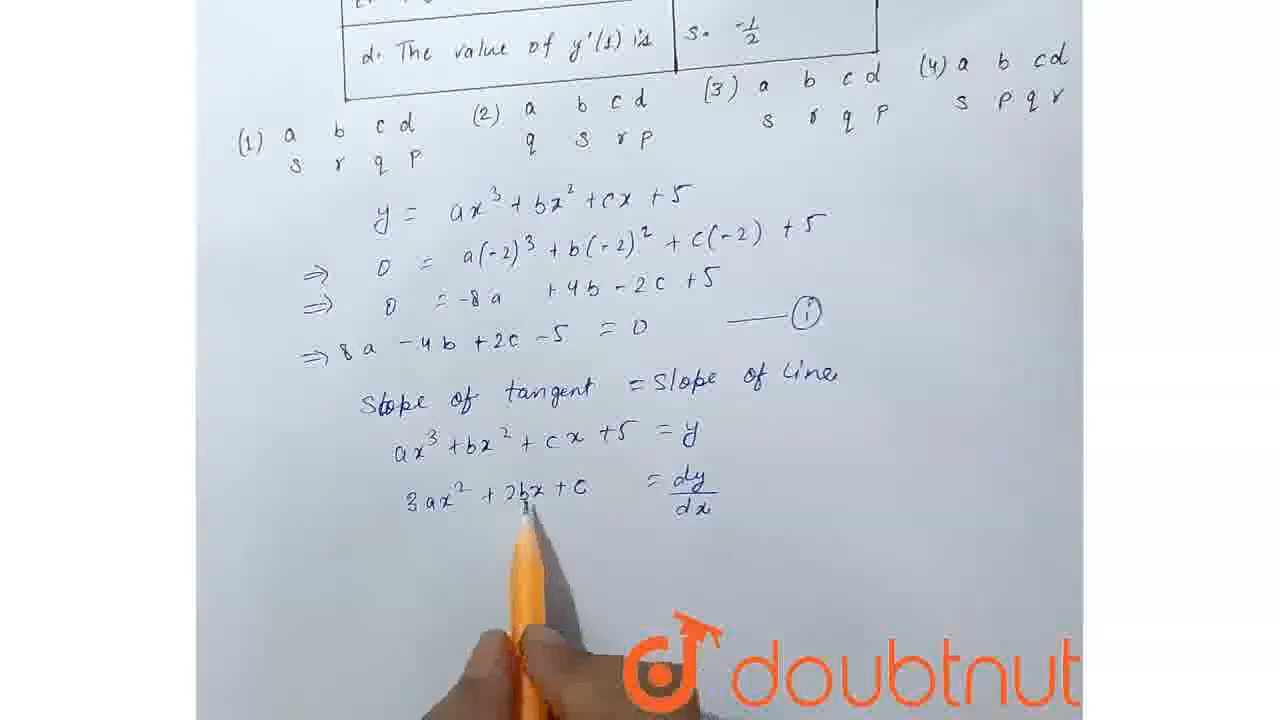 d. The value of y'(1) is
s. -1/2
(1) a b c d
s r q p
(2) a b c d
q s r p
(3) a b c d
s r q p
(4) a b c d
s p q r
y = ax³ + bx² + cx + 5
⇒ 0 = a(-2)³ + b(-2)² + c(-2) + 5
⇒ 0 = -8a + 4b - 2c + 5
⇒ 8a - 4b + 2c - 5 = 0 —— (i)
Slope of tangent = Slope of line
ax³ + bx² + cx + 5 = y
3ax² + 2bx + c = dy/dx
doubtnut